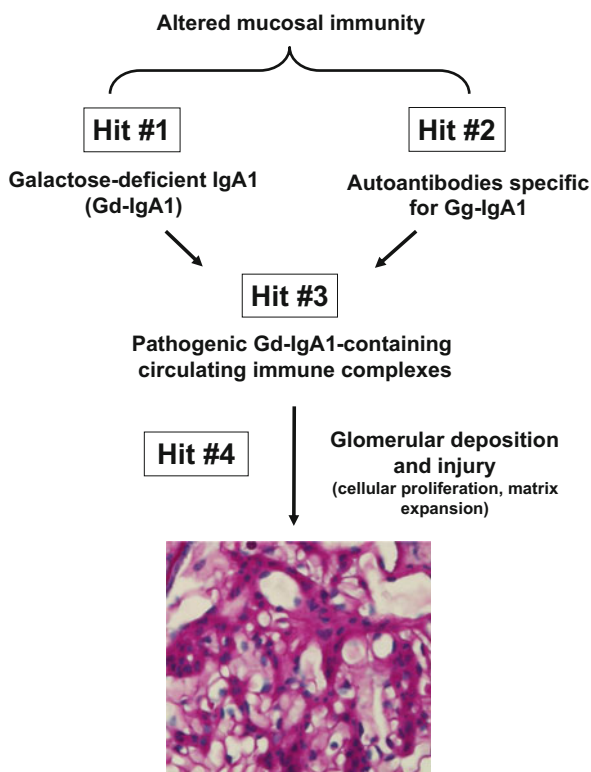 Altered mucosal immunity
Hit #1
Hit #2
Galactose-deficient IgA1
(Gd-IgA1)
Autoantibodies specific
for Gg-IgA1
Hit #3
Pathogenic Gd-IgA1-containing
circulating immune complexes
Hit #4
Glomerular deposition
and injury
(cellular proliferation, matrix
expansion)